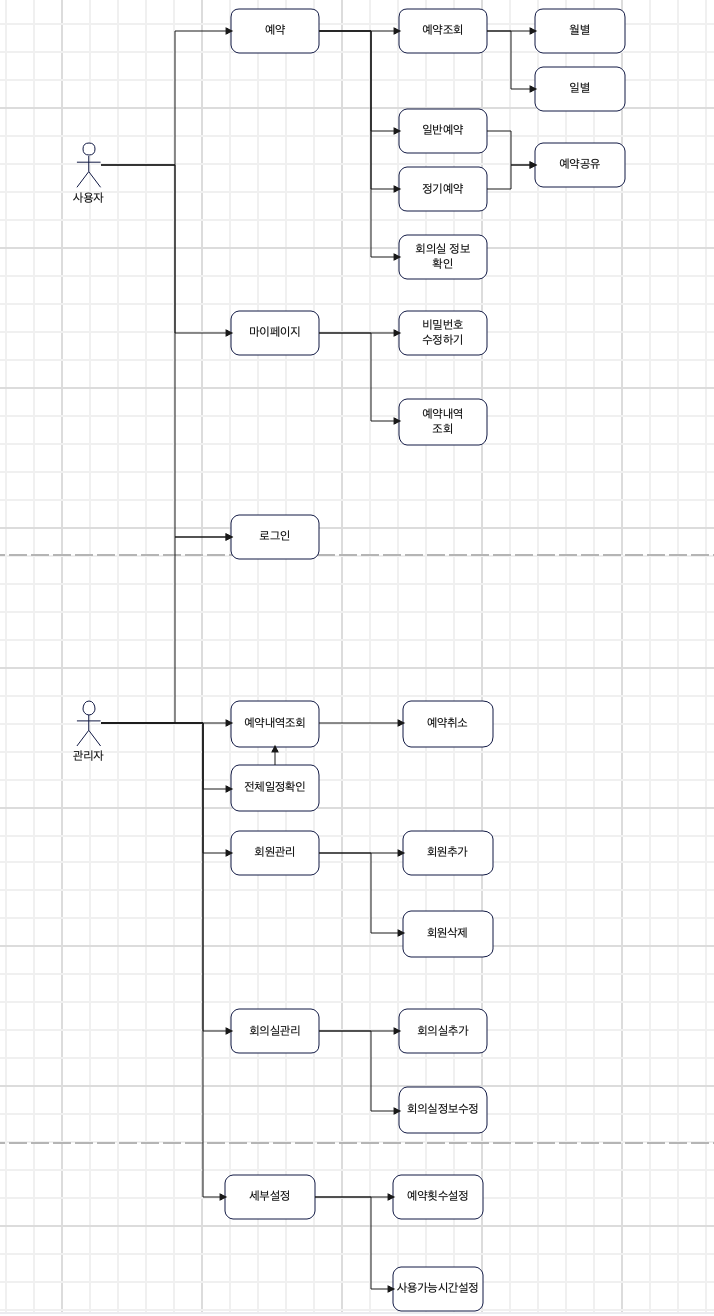 예약
예약조회
월별
일별
일반예약
정기예약
예약공유
사용자
회의실 정보
확인
마이페이지
비밀번호
수정하기
예약내역
조회
로그인
관리자
예약내역조회
예약취소
전체일정확인
회원관리
회원추가
회원삭제
회의실관리
회의실추가
회의실정보수정
세부설정
예약횟수설정
사용가능시간설정